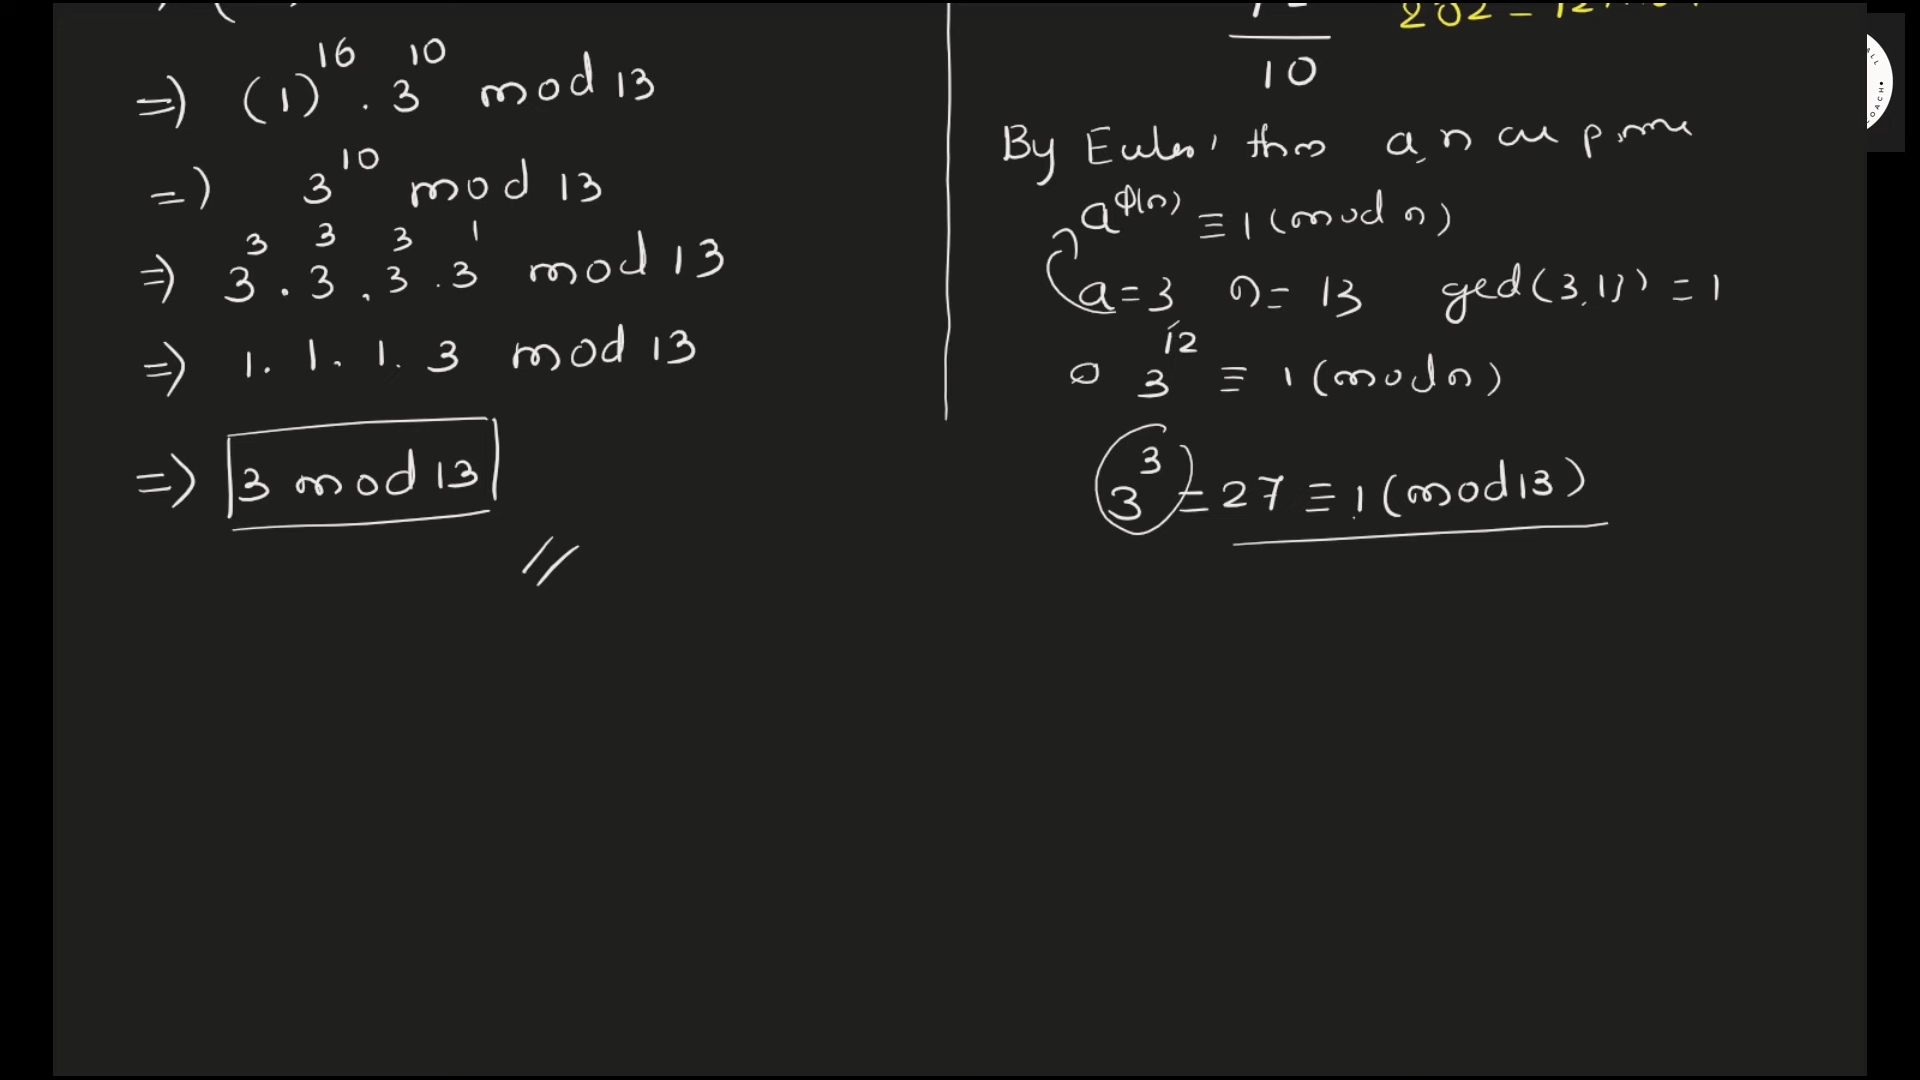 => (1)^16 . 3^10 mod 13
=> 3^10 mod 13
=> 3^3 . 3^3 . 3^3 . 3^1 mod 13
=> 1. 1. 1. 3 mod 13
=> 3 mod 13
//
202 = 12
10
By Euler' thm a, n are prime
a^φ(n) ≡ 1 (mod n)
a = 3 n = 13 gcd(3,13) = 1
3^12 ≡ 1 (mod n)
3^3 = 27 ≡ 1 (mod 13)